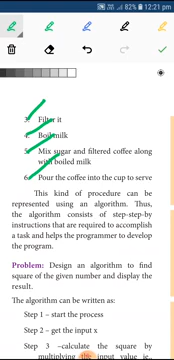 82% 12:21 pm
3. Filter it
4. Boil milk
5. Mix sugar and filtered coffee along
with boiled milk
6. Pour the coffee into the cup to serve
This kind of procedure can be
represented using an algorithm. Thus,
the algorithm consists of step-step-by
instructions that are required to accomplish
a task and helps the programmer to develop
the program.
Problem: Design an algorithm to find
square of the given number and display the
result.
The algorithm can be written as:
Step 1 – start the process
Step 2 – get the input x
Step 3 –calculate the square by
multiplying the input value ie.,